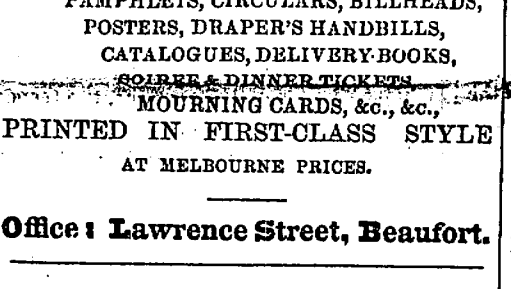 PAMPHLETS, CIRCULARS, BILLHEADS,
POSTERS, DRAPER'S HANDBILLS,
CATALOGUES, DELIVERY-BOOKS,
SOIREE & DINNER TICKETS
MOURNING CARDS, &c., &c.,
PRINTED IN FIRST-CLASS STYLE
AT MELBOURNE PRICES.
Office: Lawrence Street, Beaufort.